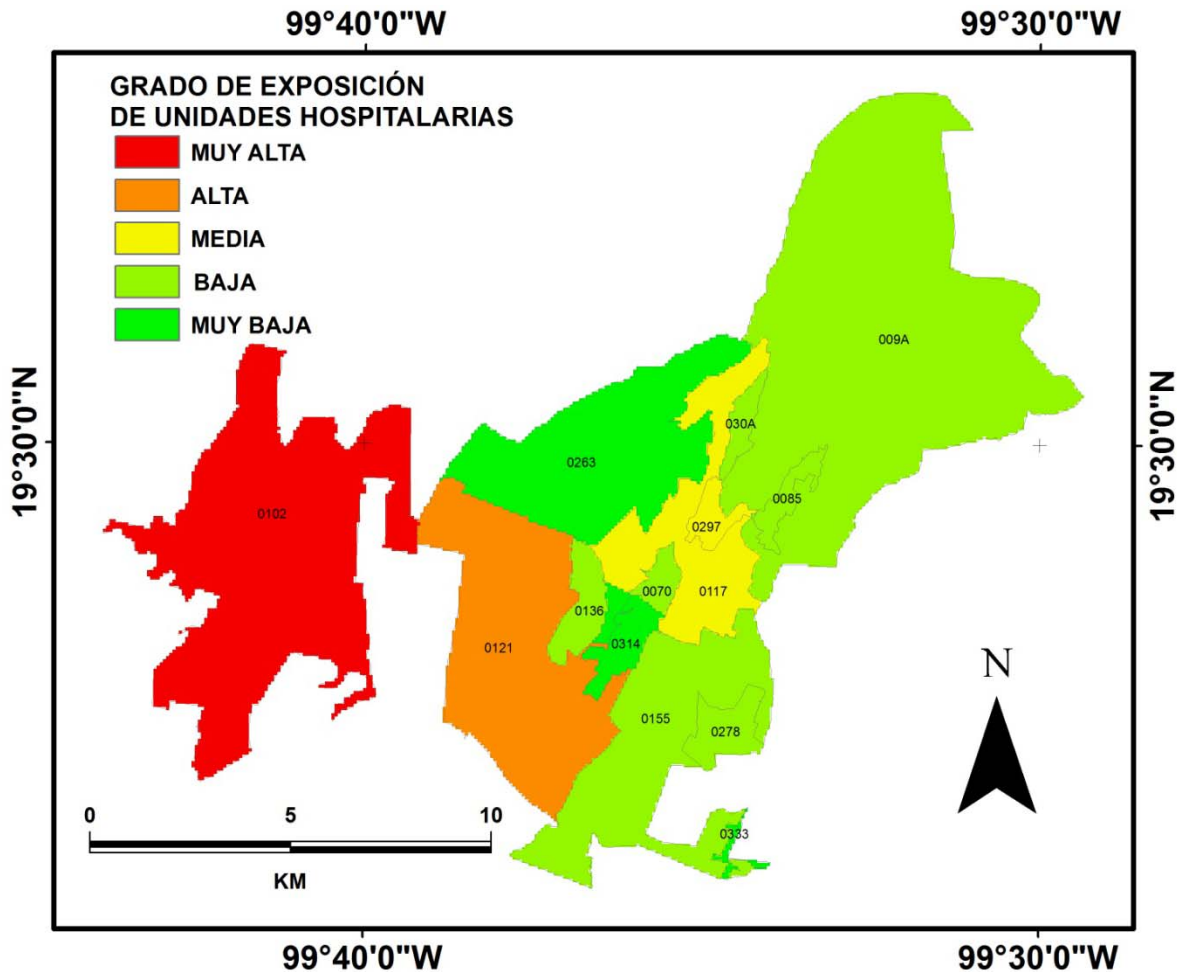 99°40'0"W
99°30'0"W
GRADO DE EXPOSICIÓN
DE UNIDADES HOSPITALARIAS
MUY ALTA
ALTA
MEDIA
BAJA
MUY BAJA
009A
19°30'0"N
19°30'0"N
030A
0263
0085
0102
0297
0070
0117
0136
0314
0121
N
0155
0278
0
5
10
0333
KM
99°40'0"W
99°30'0"W